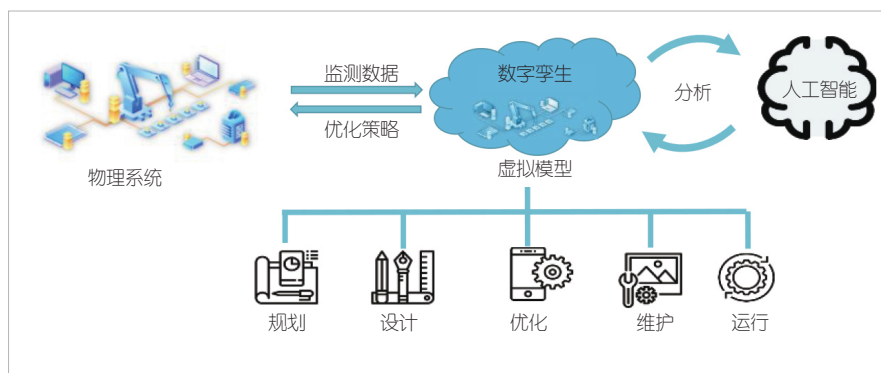 监测数据
数字孪生
优化策略
分析
人工智能
物理系统
虚拟模型
规划
设计
优化
维护
运行